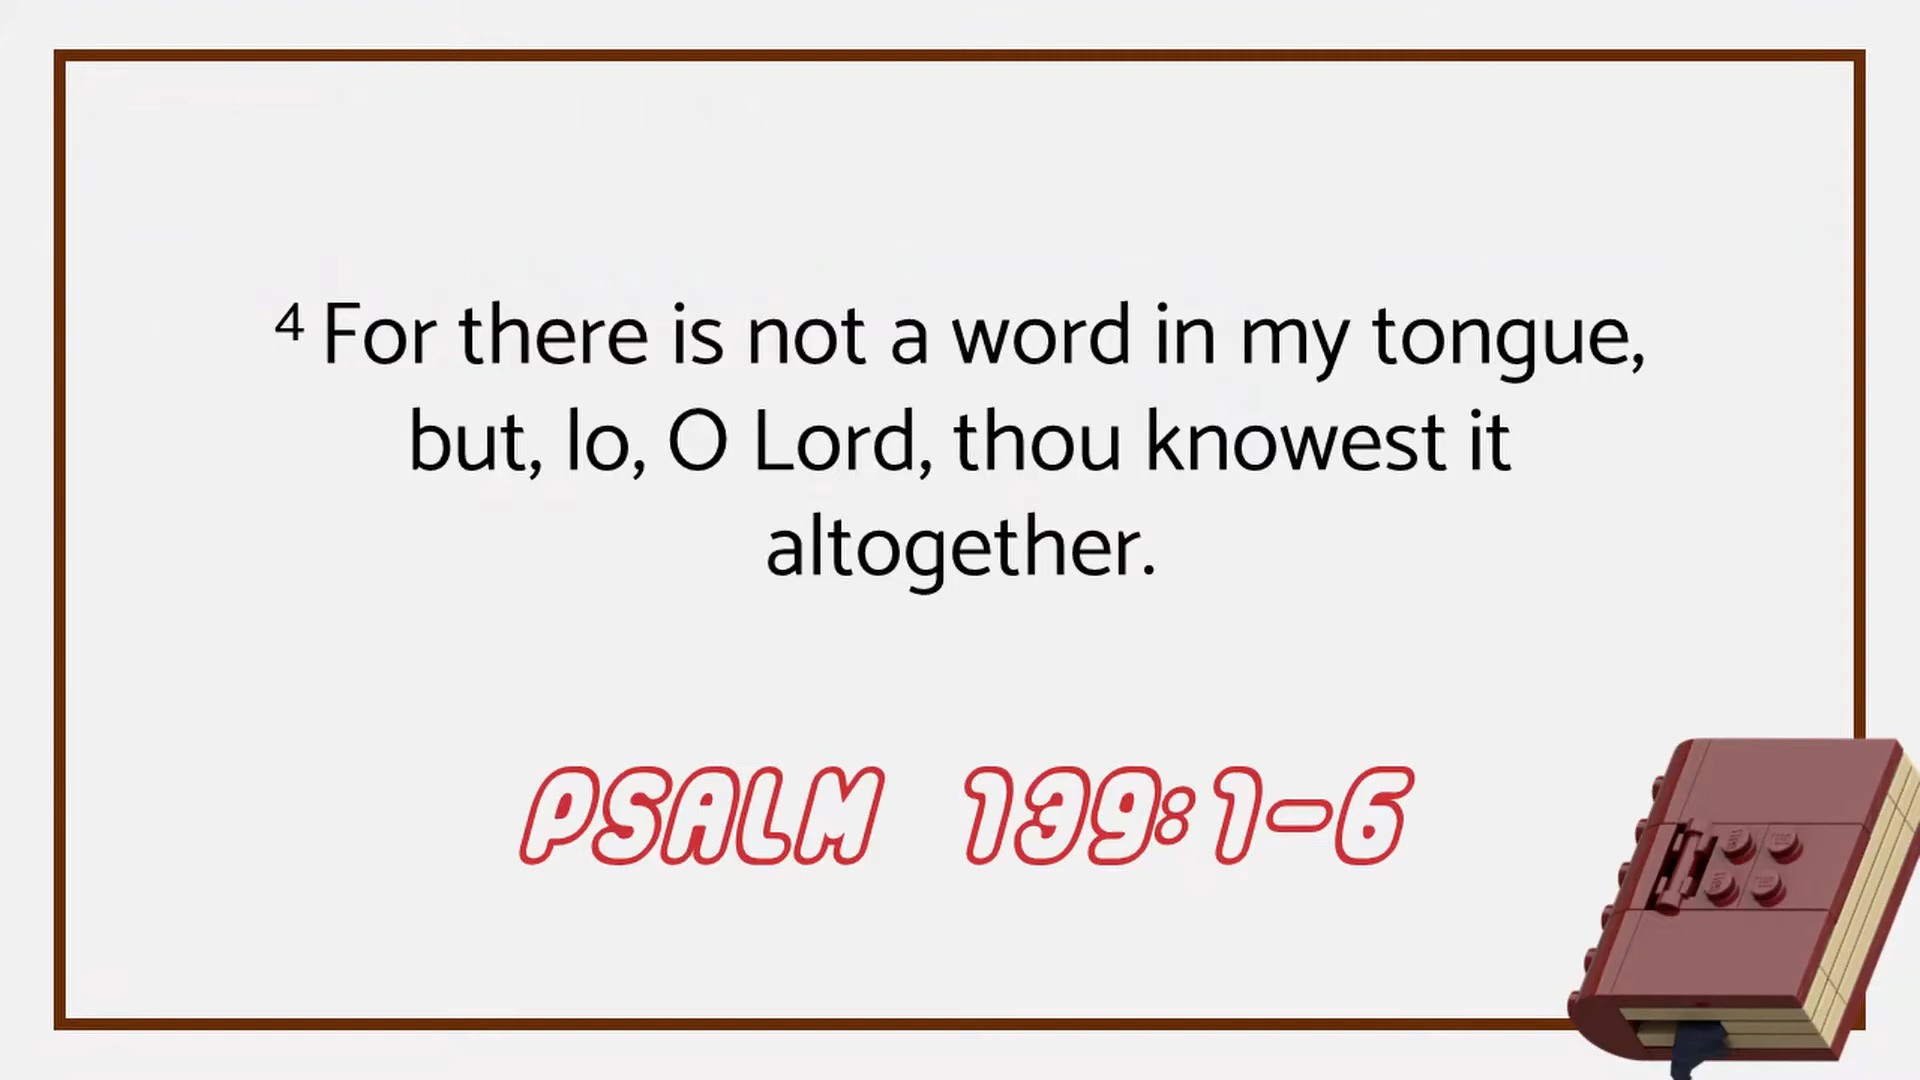 ⁴ For there is not a word in my tongue,
but, lo, O Lord, thou knowest it
altogether.
PSALM 139:1-6